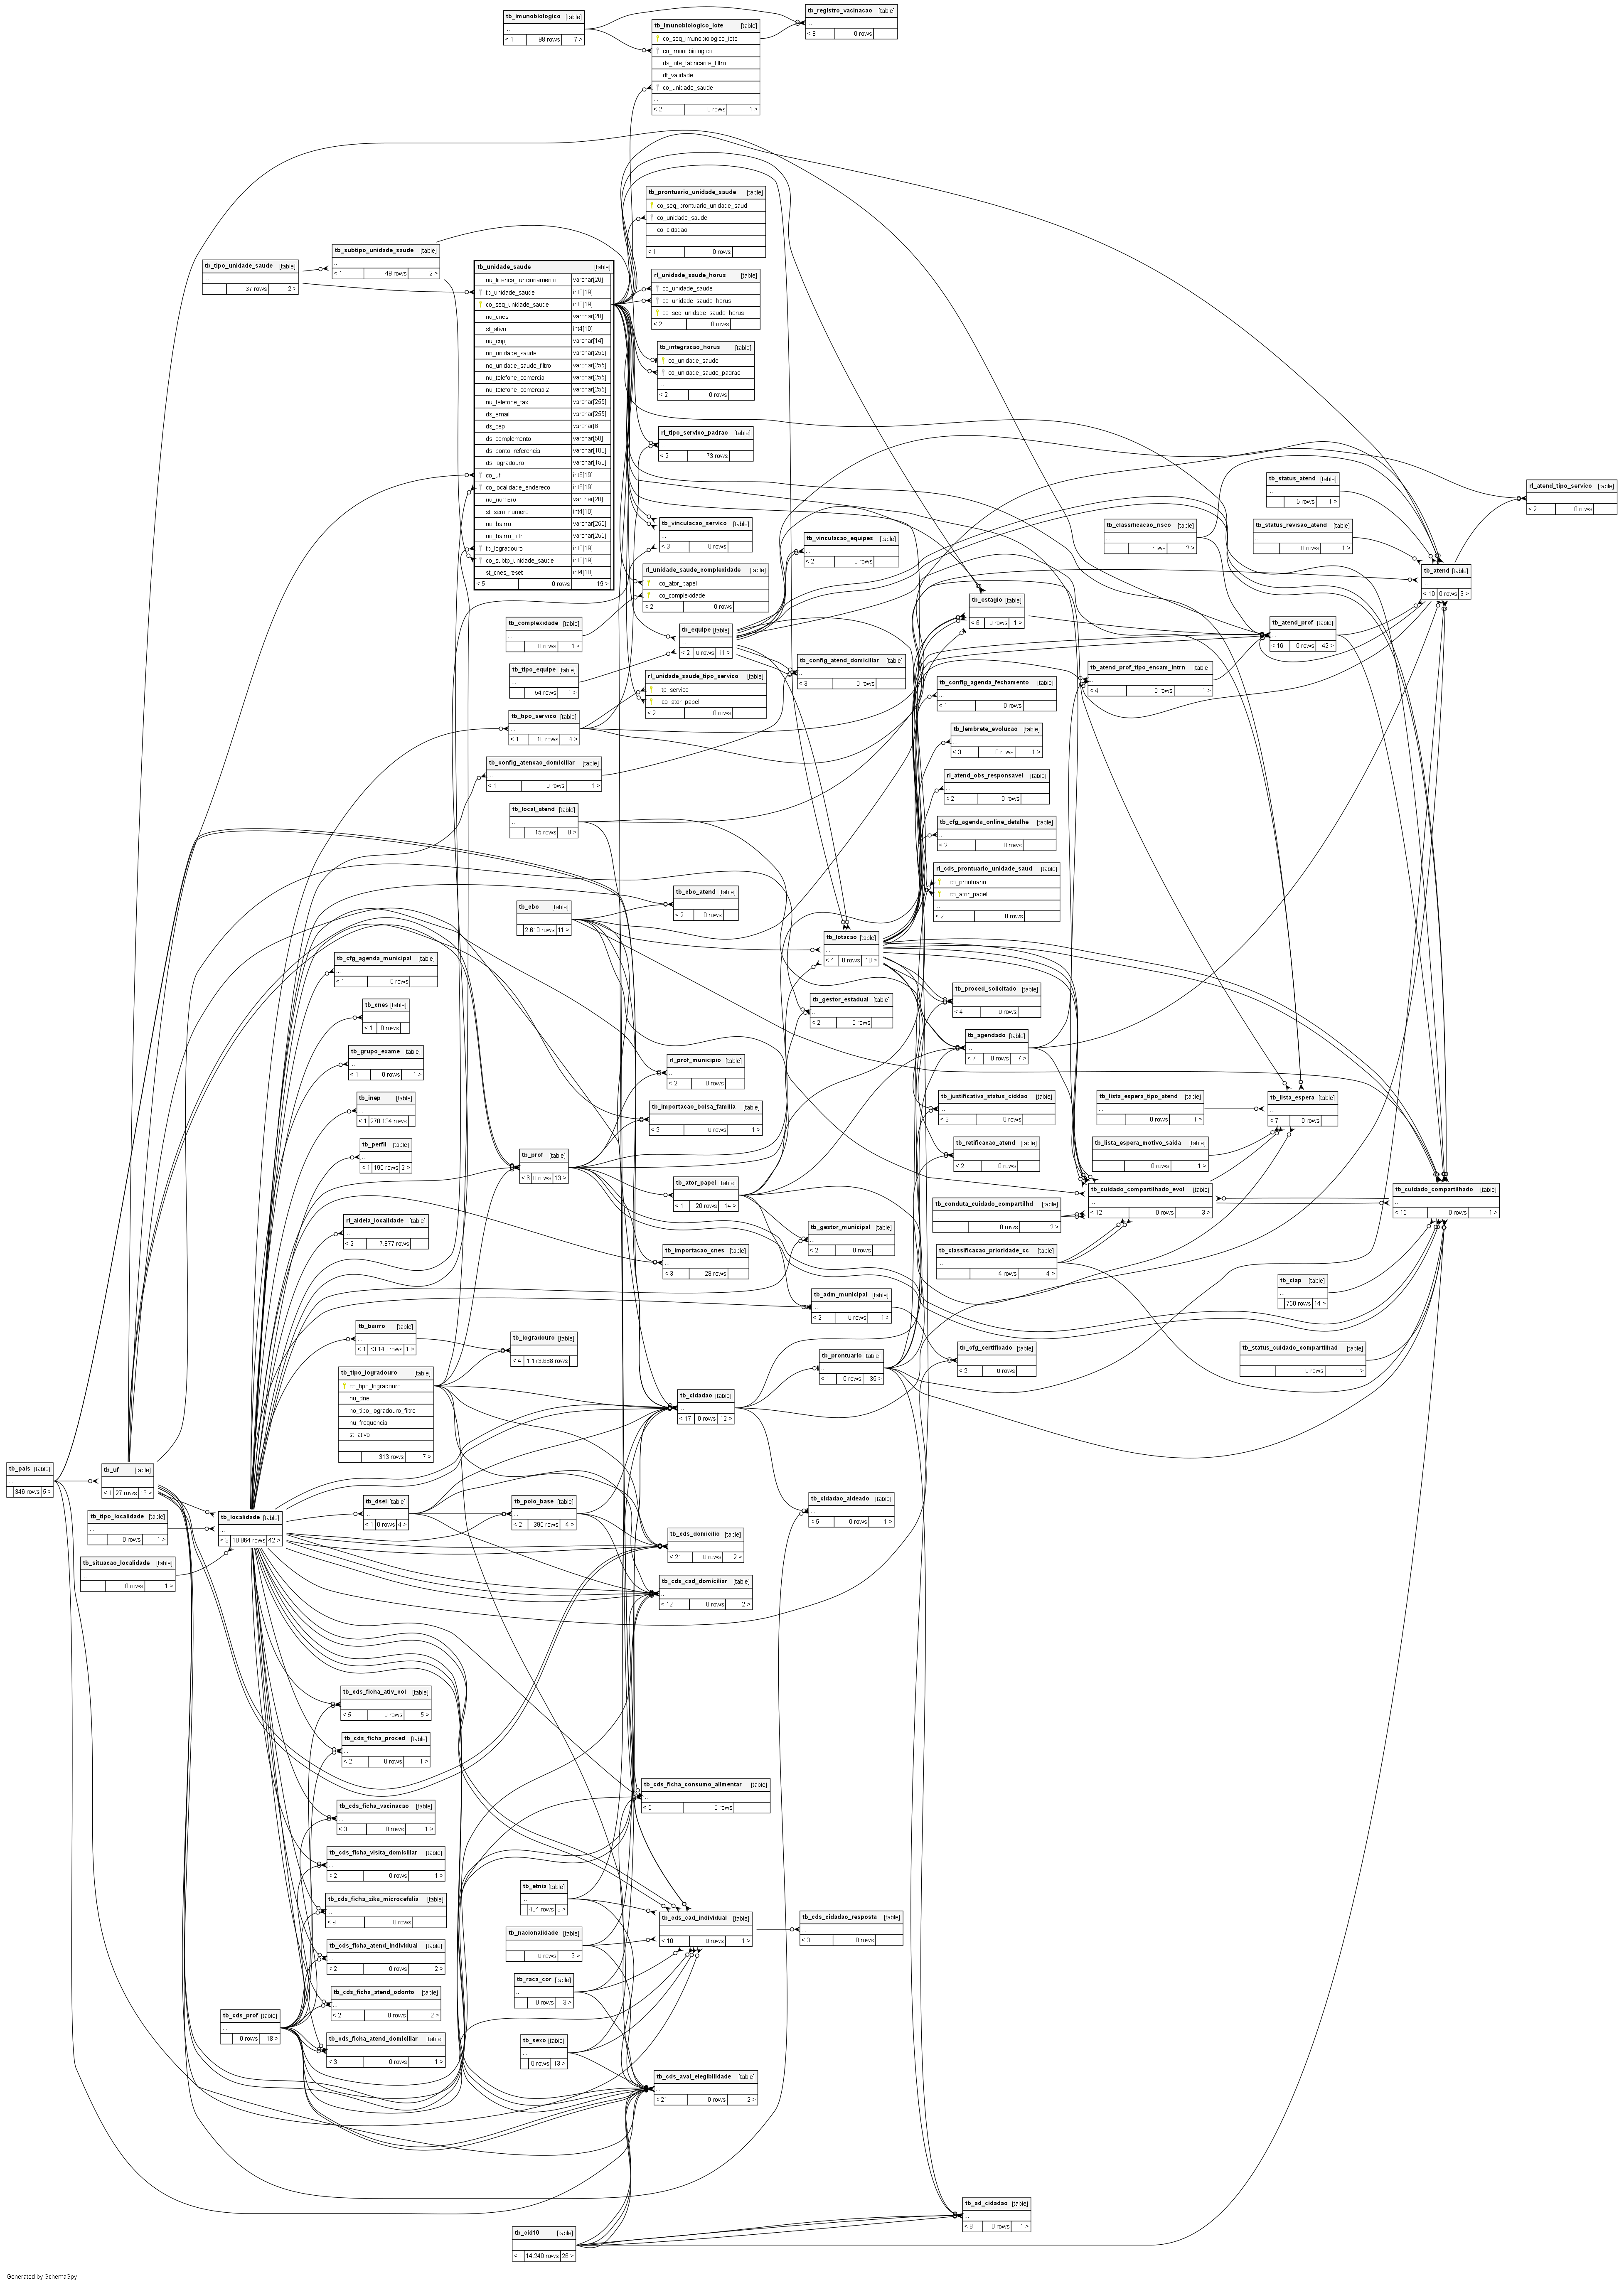 tb_imunobiologico [table]
...
< 1 98 rows 7 >
tb_imunobiologico_lote [table]
co_seq_imunobiologico_lote
co_imunobiologico
ds_lote_fabricante_filtro
dt_validade
co_unidade_saude
...
< 2 0 rows 1 >
tb_registro_vacinacao [table]
...
< 8 0 rows
tb_prontuario_unidade_saude [table]
co_seq_prontuario_unidade_saud
co_unidade_saude
co_cidadao
...
< 1 0 rows
tb_tipo_unidade_saude [table]
...
37 rows 2 >
tb_subtipo_unidade_saude [table]
...
< 1 49 rows 2 >
tb_unidade_saude [table]
nu_licenca_funcionamento varchar[20]
tp_unidade_saude int8[19]
co_seq_unidade_saude int8[19]
nu_cnes varchar[20]
st_ativo int4[10]
nu_cnpj varchar[14]
no_unidade_saude varchar[255]
no_unidade_saude_filtro varchar[255]
nu_telefone_comercial varchar[255]
nu_telefone_comercial2 varchar[255]
nu_telefone_fax varchar[255]
ds_email varchar[255]
ds_cep varchar[8]
ds_complemento varchar[50]
ds_ponto_referencia varchar[100]
ds_logradouro varchar[150]
co_uf int8[19]
co_localidade_endereco int8[19]
nu_numero varchar[20]
st_sem_numero int4[10]
no_bairro varchar[255]
no_bairro_filtro varchar[255]
tp_logradouro int8[19]
co_subtp_unidade_saude int8[19]
st_cnes_reset int4[10]
< 5 0 rows 19 >
rl_unidade_saude_horus [table]
co_unidade_saude
co_unidade_saude_horus
co_seq_unidade_saude_horus
< 2 0 rows
tb_integracao_horus [table]
co_unidade_saude
co_unidade_saude_padrao
...
< 2 0 rows
rl_tipo_servico_padrao [table]
...
< 2 73 rows
tb_vinculacao_servico [table]
...
< 3 0 rows
tb_vinculacao_equipes [table]
...
< 2 0 rows
rl_unidade_saude_complexidade [table]
co_ator_papel
co_complexidade
< 2 0 rows
tb_complexidade [table]
...
0 rows 1 >
tb_equipe [table]
...
< 2 0 rows 11 >
tb_tipo_equipe [table]
...
54 rows 1 >
rl_unidade_saude_tipo_servico [table]
tp_servico
co_ator_papel
< 2 0 rows
tb_config_atend_domiciliar [table]
...
< 3 0 rows
tb_tipo_servico [table]
...
< 1 10 rows 4 >
tb_config_atencao_domiciliar [table]
...
< 1 0 rows 1 >
tb_local_atend [table]
...
15 rows 8 >
tb_status_atend [table]
...
5 rows 1 >
rl_atend_tipo_servico [table]
...
< 2 0 rows
tb_classificacao_risco [table]
...
0 rows 2 >
tb_status_revisao_atend [table]
...
0 rows 1 >
tb_atend [table]
...
< 10 0 rows 3 >
tb_estagio [table]
...
< 6 0 rows 1 >
tb_atend_prof [table]
...
< 16 0 rows 42 >
tb_atend_prof_tipo_encam_intrn [table]
...
< 4 0 rows 1 >
tb_config_agenda_fechamento [table]
...
< 1 0 rows
tb_lembrete_evolucao [table]
...
< 3 0 rows 1 >
rl_atend_obs_responsavel [table]
...
< 2 0 rows
tb_cfg_agenda_online_detalhe [table]
...
< 2 0 rows
rl_cds_prontuario_unidade_saud [table]
co_prontuario
co_ator_papel
...
< 2 0 rows
tb_cbo_atend [table]
...
< 2 0 rows
tb_cbo [table]
...
2.610 rows 11 >
tb_lotacao [table]
...
< 4 0 rows 18 >
tb_cfg_agenda_municipal [table]
...
< 1 0 rows
tb_cnes [table]
...
< 1 0 rows
tb_grupo_exame [table]
...
< 1 0 rows 1 >
tb_inep [table]
...
< 1 278.134 rows
tb_perfil [table]
...
< 1 195 rows 2 >
rl_aldeia_localidade [table]
...
< 2 7.877 rows
tb_gestor_estadual [table]
...
< 2 0 rows
tb_proced_solicitado [table]
...
< 4 0 rows
tb_agendado [table]
...
< 7 0 rows 7 >
rl_prof_municipio [table]
...
< 2 0 rows
tb_importacao_bolsa_familia [table]
...
< 2 0 rows 1 >
tb_prof [table]
...
< 6 0 rows 13 >
tb_ator_papel [table]
...
< 1 20 rows 14 >
tb_justificativa_status_ciddao [table]
...
< 3 0 rows
tb_retificacao_atend [table]
...
< 2 0 rows
tb_lista_espera_tipo_atend [table]
...
0 rows 1 >
tb_lista_espera [table]
...
< 7 0 rows
tb_lista_espera_motivo_saida [table]
...
0 rows 1 >
tb_cuidado_compartilhado_evol [table]
...
< 12 0 rows 3 >
tb_cuidado_compartilhado [table]
...
< 15 0 rows 1 >
tb_conduta_cuidado_compartilhd [table]
...
0 rows 2 >
tb_classificacao_prioridade_cc [table]
...
4 rows 4 >
tb_gestor_municipal [table]
...
< 2 0 rows
tb_importacao_cnes [table]
...
< 3 28 rows
tb_adm_municipal [table]
...
< 2 0 rows 1 >
tb_ciap [table]
...
750 rows 14 >
tb_status_cuidado_compartilhad [table]
...
0 rows 1 >
tb_cfg_certificado [table]
...
< 2 0 rows
tb_prontuario [table]
...
< 1 0 rows 35 >
tb_bairro [table]
...
< 1 63.148 rows 1 >
tb_logradouro [table]
...
< 4 1.173.688 rows
tb_tipo_logradouro [table]
co_tipo_logradouro
nu_dne
no_tipo_logradouro_filtro
nu_frequencia
st_ativo
...
313 rows 7 >
tb_cidadao [table]
...
< 17 0 rows 12 >
tb_pais [table]
...
346 rows 5 >
tb_uf [table]
...
< 1 27 rows 13 >
tb_tipo_localidade [table]
...
0 rows 1 >
tb_situacao_localidade [table]
...
0 rows 1 >
tb_localidade [table]
...
< 3 10.864 rows 42 >
tb_dsei [table]
...
< 1 0 rows 4 >
tb_polo_base [table]
...
< 2 395 rows 4 >
tb_cidadao_aldeado [table]
...
< 5 0 rows 1 >
tb_cds_domicilio [table]
...
< 21 0 rows 2 >
tb_cds_cad_domiciliar [table]
...
< 12 0 rows 2 >
tb_cds_ficha_ativ_col [table]
...
< 5 0 rows 5 >
tb_cds_ficha_proced [table]
...
< 2 0 rows 1 >
tb_cds_ficha_consumo_alimentar [table]
...
< 5 0 rows
tb_cds_ficha_vacinacao [table]
...
< 3 0 rows 1 >
tb_cds_ficha_visita_domiciliar [table]
...
< 2 0 rows 1 >
tb_cds_ficha_zika_microcefalia [table]
...
< 9 0 rows
tb_cds_ficha_atend_individual [table]
...
< 2 0 rows 2 >
tb_cds_ficha_atend_odonto [table]
...
< 2 0 rows 2 >
tb_cds_prof [table]
...
0 rows 18 >
tb_cds_ficha_atend_domiciliar [table]
...
< 3 0 rows 1 >
tb_etnia [table]
...
404 rows 3 >
tb_cds_cad_individual [table]
...
< 10 0 rows 1 >
tb_cds_cidadao_resposta [table]
...
< 3 0 rows
tb_nacionalidade [table]
...
0 rows 3 >
tb_raca_cor [table]
...
0 rows 3 >
tb_sexo [table]
...
0 rows 13 >
tb_cds_aval_elegibilidade [table]
...
< 21 0 rows 2 >
tb_ad_cidadao [table]
...
< 8 0 rows 1 >
tb_cid10 [table]
...
< 1 14.240 rows 26 >
Generated by SchemaSpy